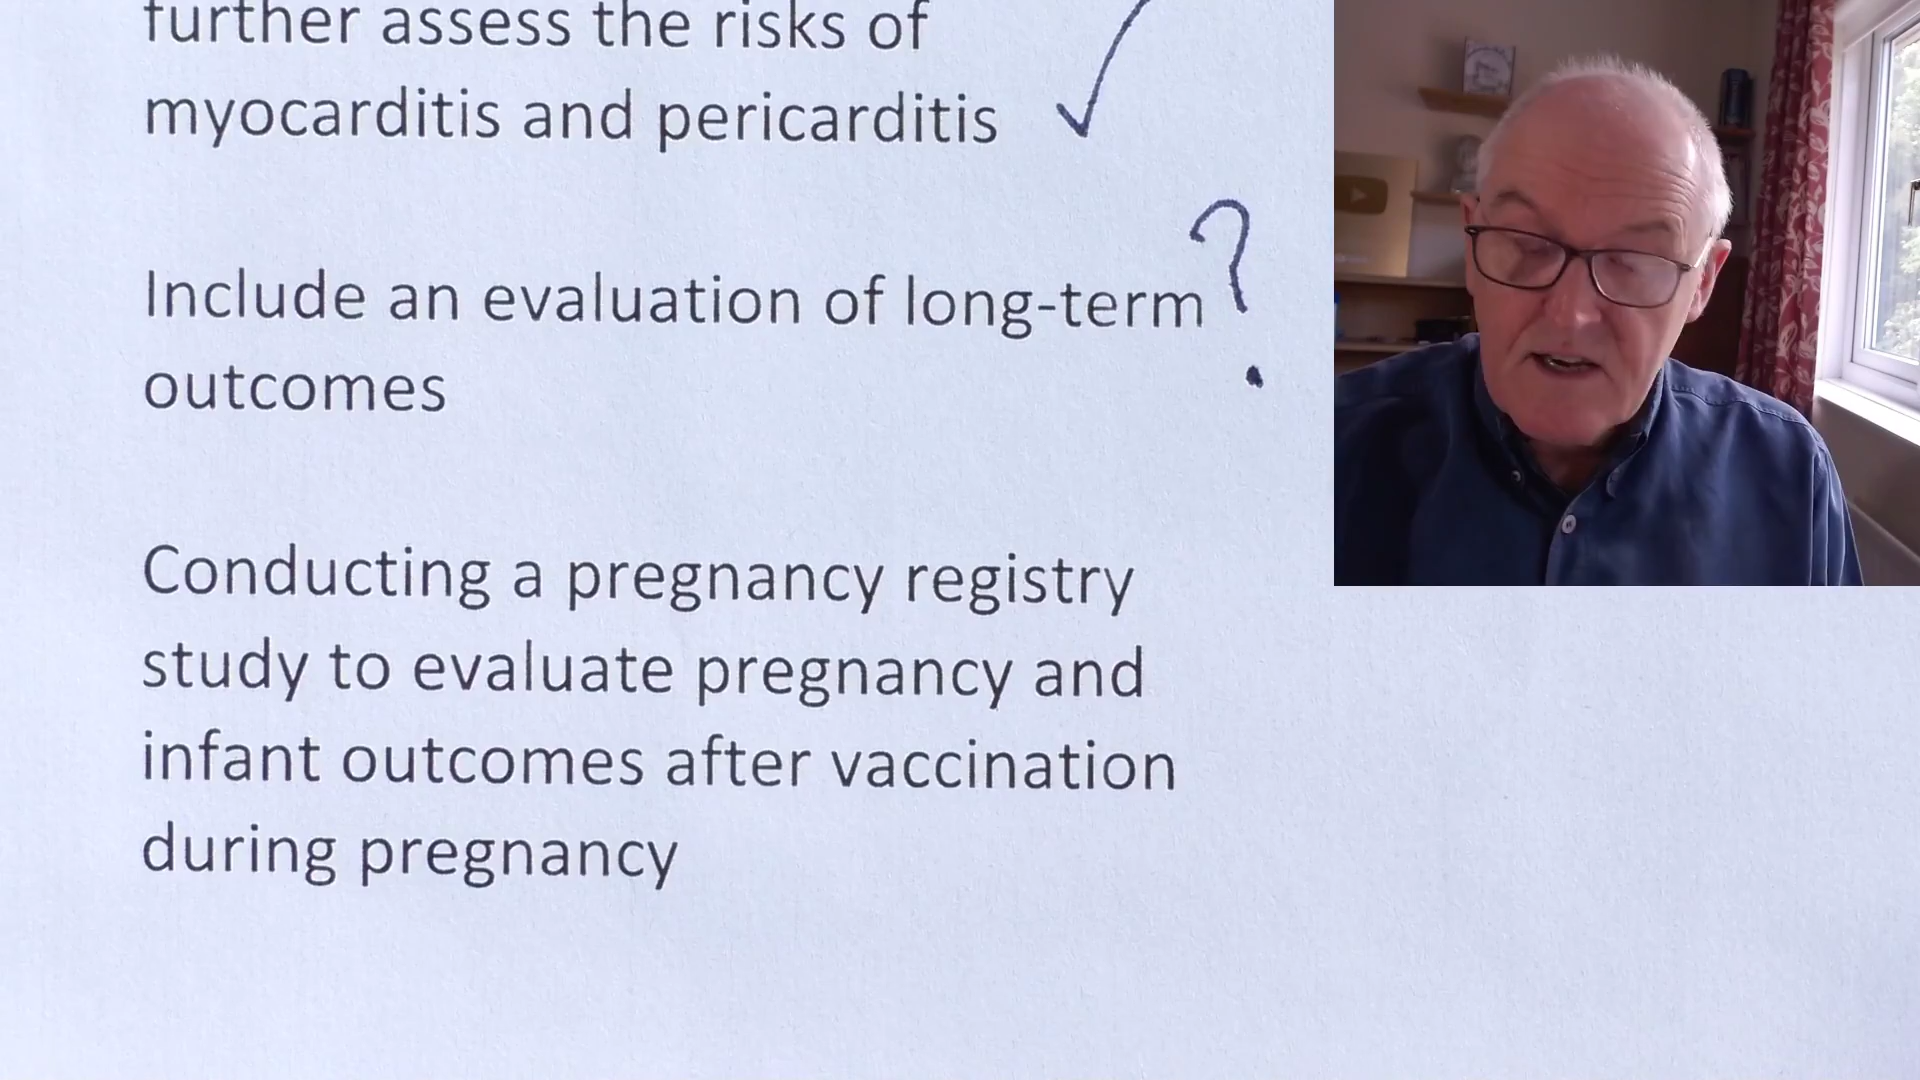 further assess the risks of
myocarditis and pericarditis
?
Include an evaluation of long-term
outcomes
Conducting a pregnancy registry
study to evaluate pregnancy and
infant outcomes after vaccination
during pregnancy